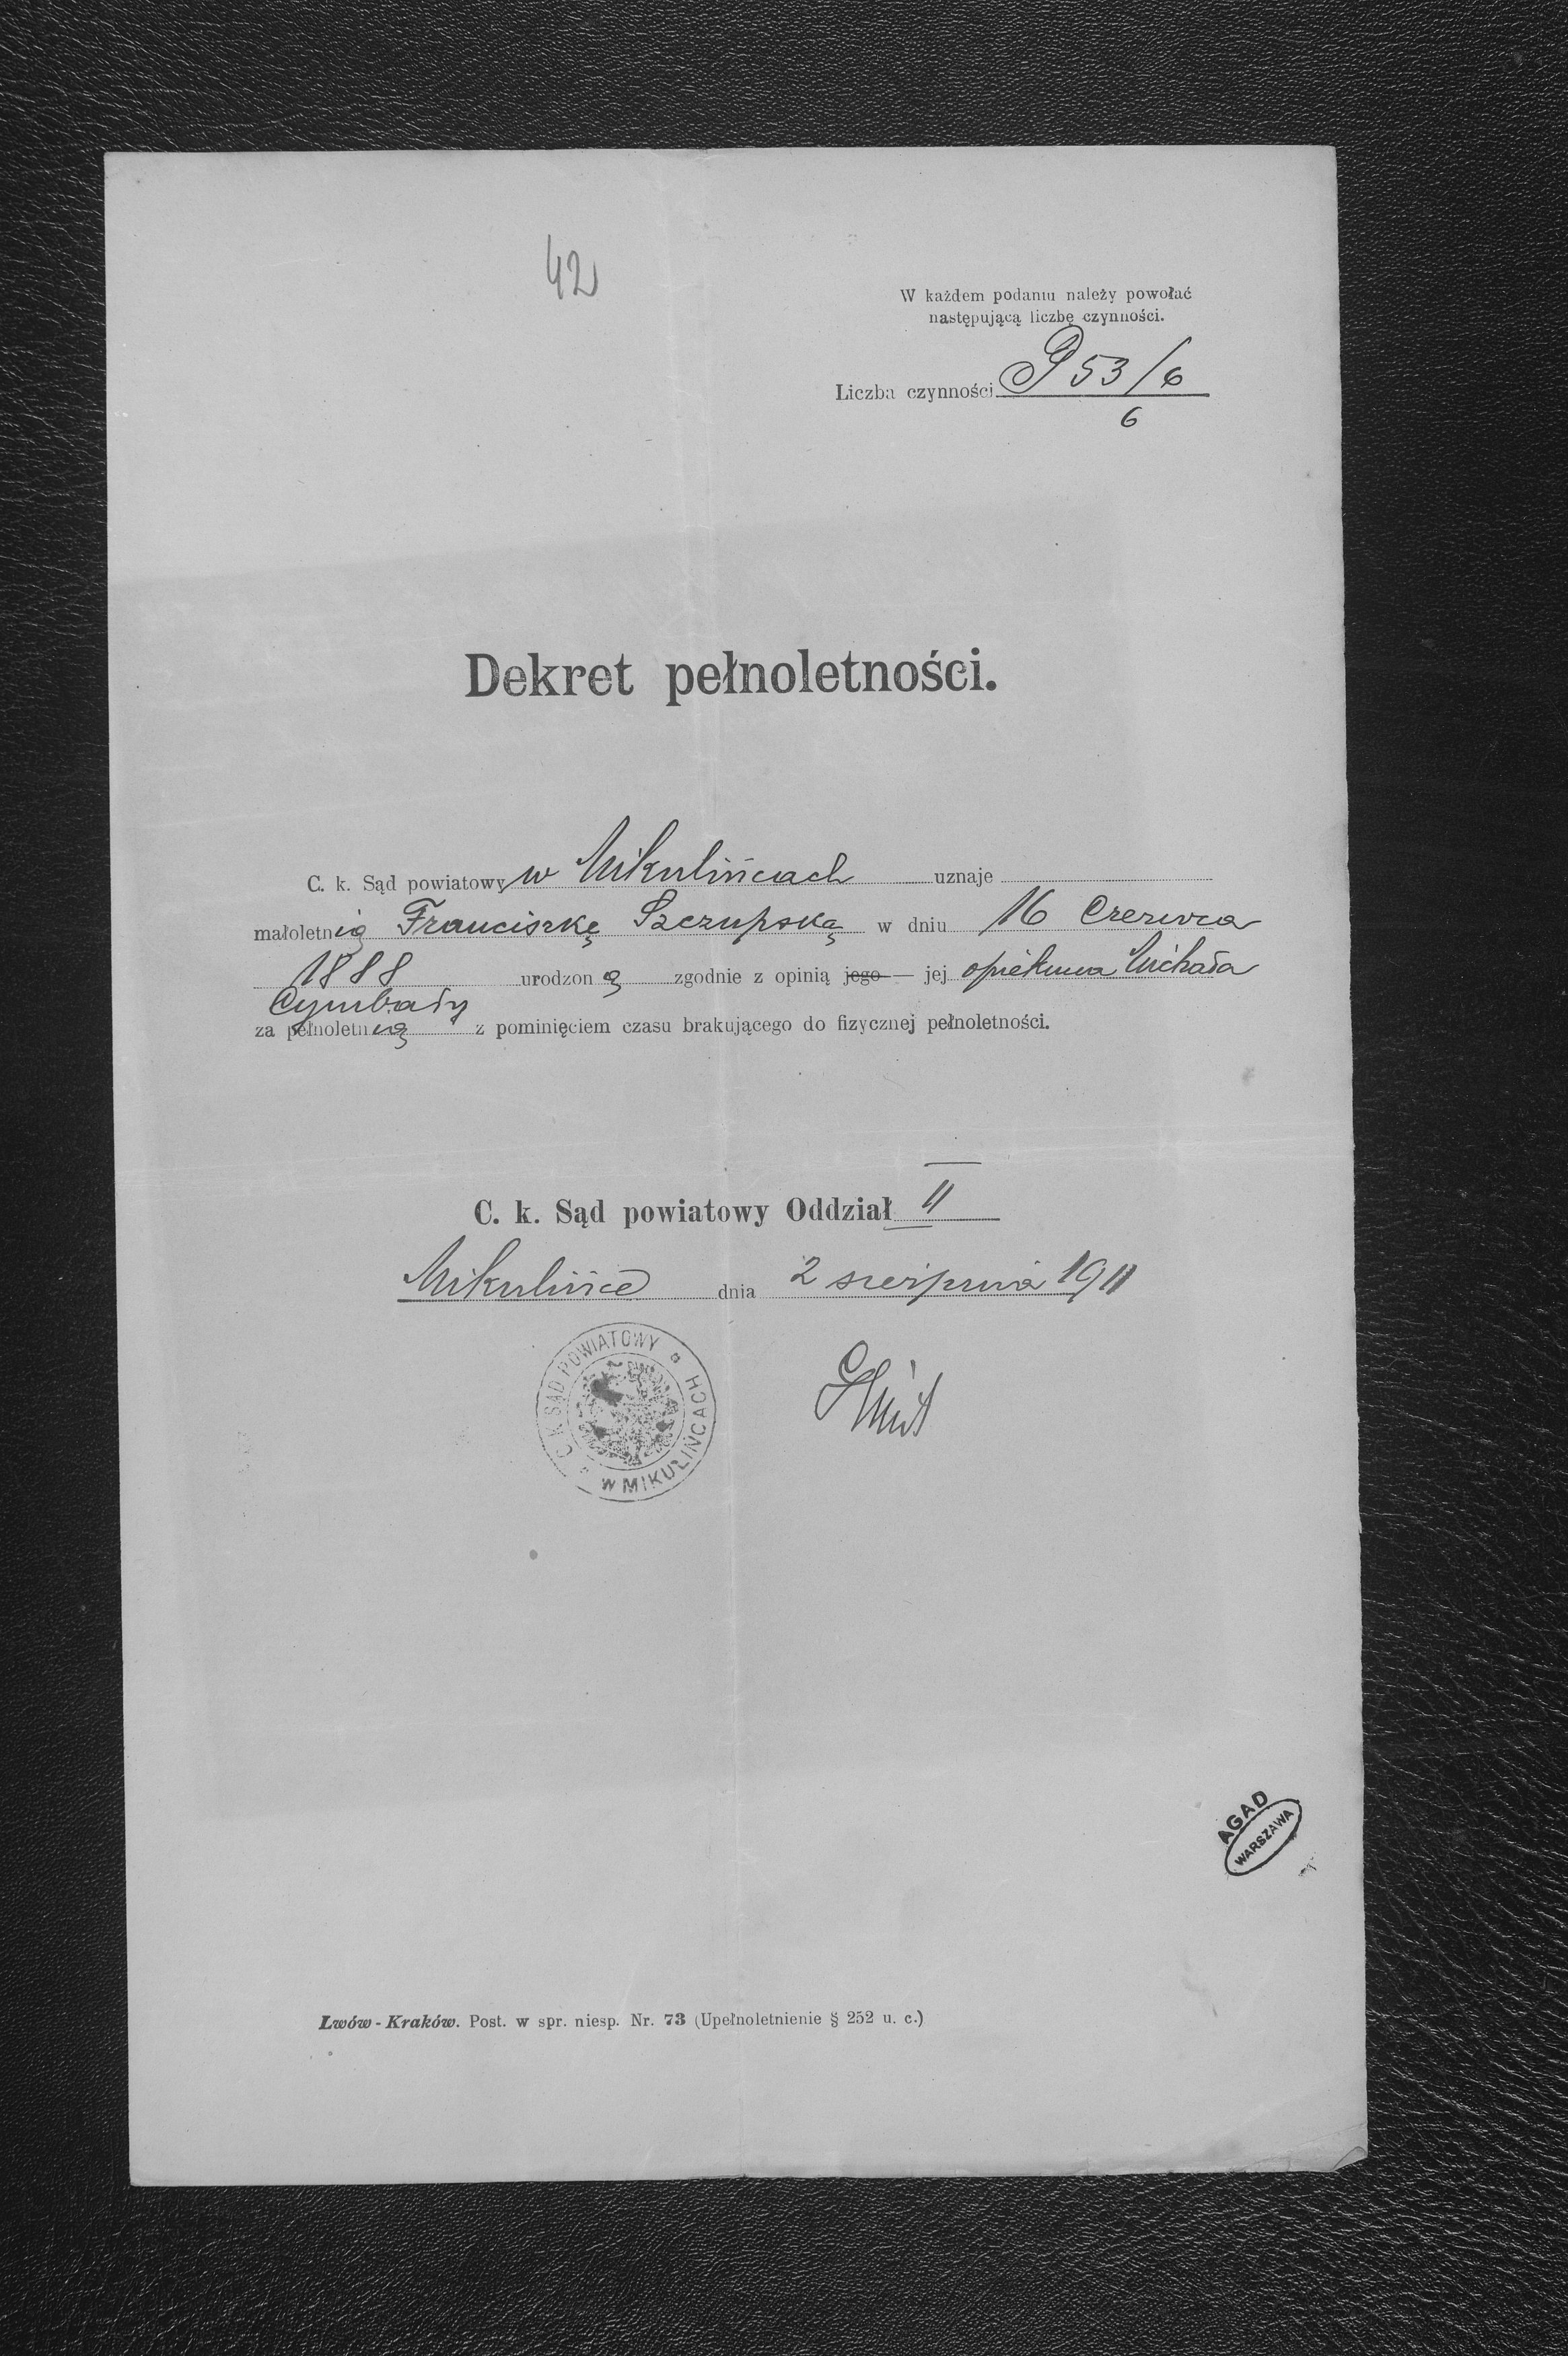 42
W każdem podaniu należy powołać
następującą liczbę czynności.
Liczba czynności P 53/6
6
Dekret pełnoletności.
C. k. Sąd powiatowy w Mikulińcach uznaje
małoletnią Franciszkę Szczupską w dniu 16 Czerwca
1888 urodzoną zgodnie z opinią jego — jej opiekuna Michała
Cymbały
za pełnoletnią z pominięciem czasu brakującego do fizycznej pełnoletności.
C. k. Sąd powiatowy Oddział II
Mikulińce dnia 2 sierpnia 1911
C. K. SĄD POWIATOWY
W MIKULIŃCACH
AGAD
WARSZAWA
Lwów - Kraków. Post. w spr. niesp. Nr. 73 (Upełnoletnienie § 252 u. c.)